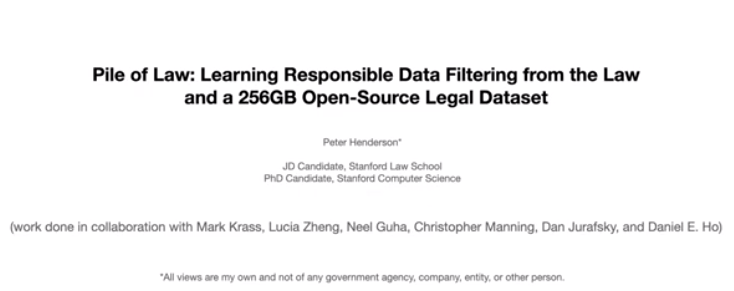 Pile of Law: Learning Responsible Data Filtering from the Law
and a 256GB Open-Source Legal Dataset
Peter Henderson*
JD Candidate, Stanford Law School
PhD Candidate, Stanford Computer Science
(work done in collaboration with Mark Krass, Lucia Zheng, Neel Guha, Christopher Manning, Dan Jurafsky, and Daniel E. Ho)
*All views are my own and not of any government agency, company, entity, or other person.